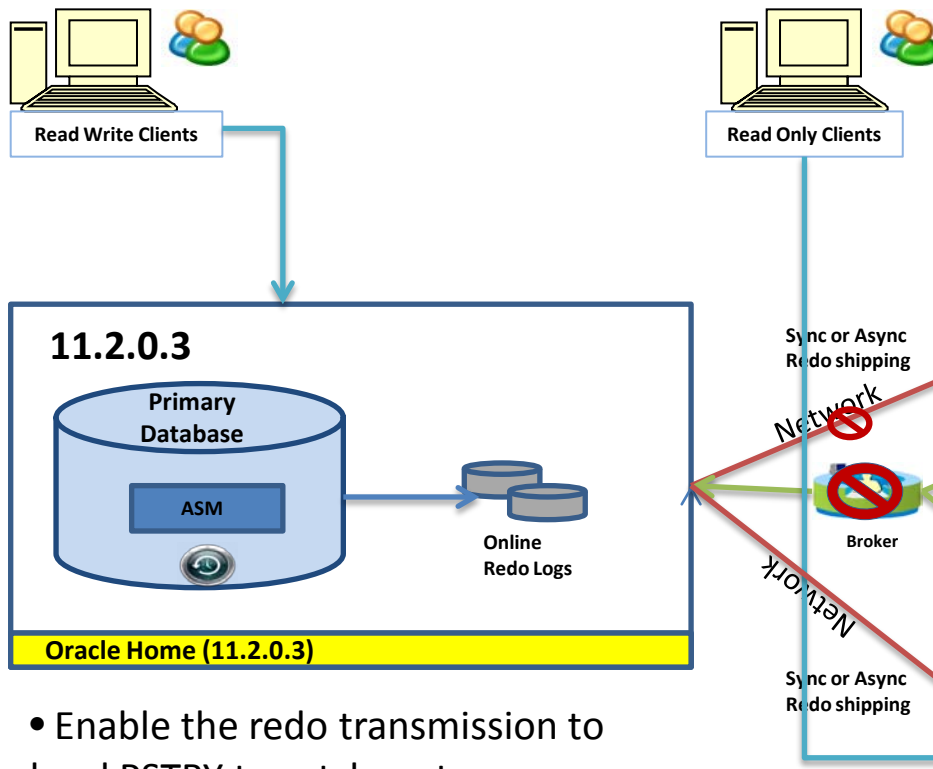 Read Write Clients
Read Only Clients
11.2.0.3
Primary
Database
ASM
Online
Redo Logs
Oracle Home (11.2.0.3)
Sync or Async
Redo shipping
Network
Broker
Network
Sync or Async
Redo shipping
• Enable the redo transmission to